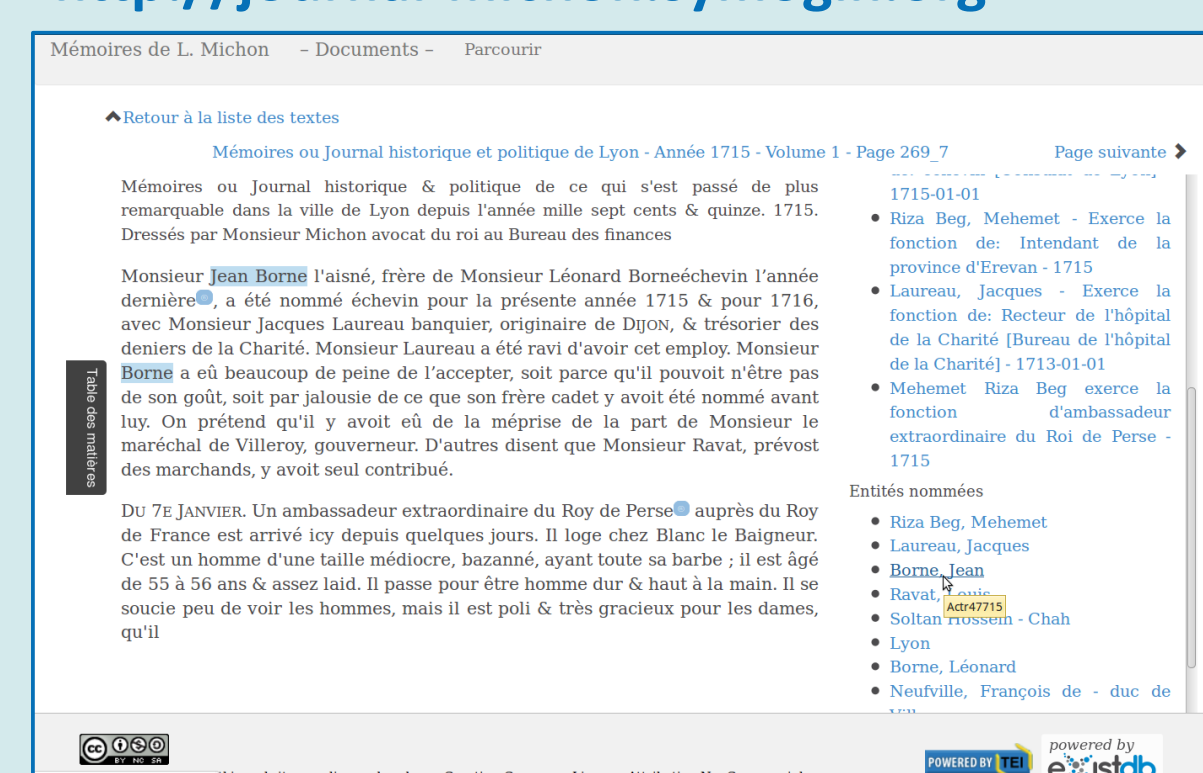 Mémoires de L. Michon – Documents – Parcourir
Retour à la liste des textes
Mémoires ou Journal historique et politique de Lyon - Année 1715 - Volume 1 - Page 269_7 Page suivante
Mémoires ou Journal historique & politique de ce qui s'est passé de plus
remarquable dans la ville de Lyon depuis l'année mille sept cents & quinze. 1715.
Dressés par Monsieur Michon avocat du roi au Bureau des finances
Monsieur Jean Borne l'aisné, frère de Monsieur Léonard Borneéchevin l’année
dernière, a été nommé échevin pour la présente année 1715 & pour 1716,
avec Monsieur Jacques Laureau banquier, originaire de DIJON, & trésorier des
deniers de la Charité. Monsieur Laureau a été ravi d'avoir cet employ. Monsieur
Borne a eû beaucoup de peine de l’accepter, soit parce qu'il pouvoit n'être pas
de son goût, soit par jalousie de ce que son frère cadet y avoit été nommé avant
luy. On prétend qu'il y avoit eû de la méprise de la part de Monsieur le
maréchal de Villeroy, gouverneur. D'autres disent que Monsieur Ravat, prévost
des marchands, y avoit seul contribué.
DU 7E JANVIER. Un ambassadeur extraordinaire du Roy de Perse auprès du Roy
de France est arrivé icy depuis quelques jours. Il loge chez Blanc le Baigneur.
C'est un homme d'une taille médiocre, bazanné, ayant toute sa barbe ; il est âgé
de 55 à 56 ans & assez laid. Il passe pour être homme dur & haut à la main. Il se
soucie peu de voir les hommes, mais il est poli & très gracieux pour les dames,
qu'il
Table des matières
1715-01-01
Riza Beg, Mehemet - Exerce la
fonction de: Intendant de la
province d'Erevan - 1715
Laureau, Jacques - Exerce la
fonction de: Recteur de l'hôpital
de la Charité [Bureau de l'hôpital
de la Charité] - 1713-01-01
Mehemet Riza Beg exerce la
fonction d'ambassadeur
extraordinaire du Roi de Perse -
1715
Entités nommées
Riza Beg, Mehemet
Laureau, Jacques
Borne, Jean
Ravat, Louis
Actr47715
Soltan Hossein - Chah
Lyon
Borne, Léonard
Neufville, François de - duc de
cc BY NC SA
POWERED BY TEI
powered by
eXistdb